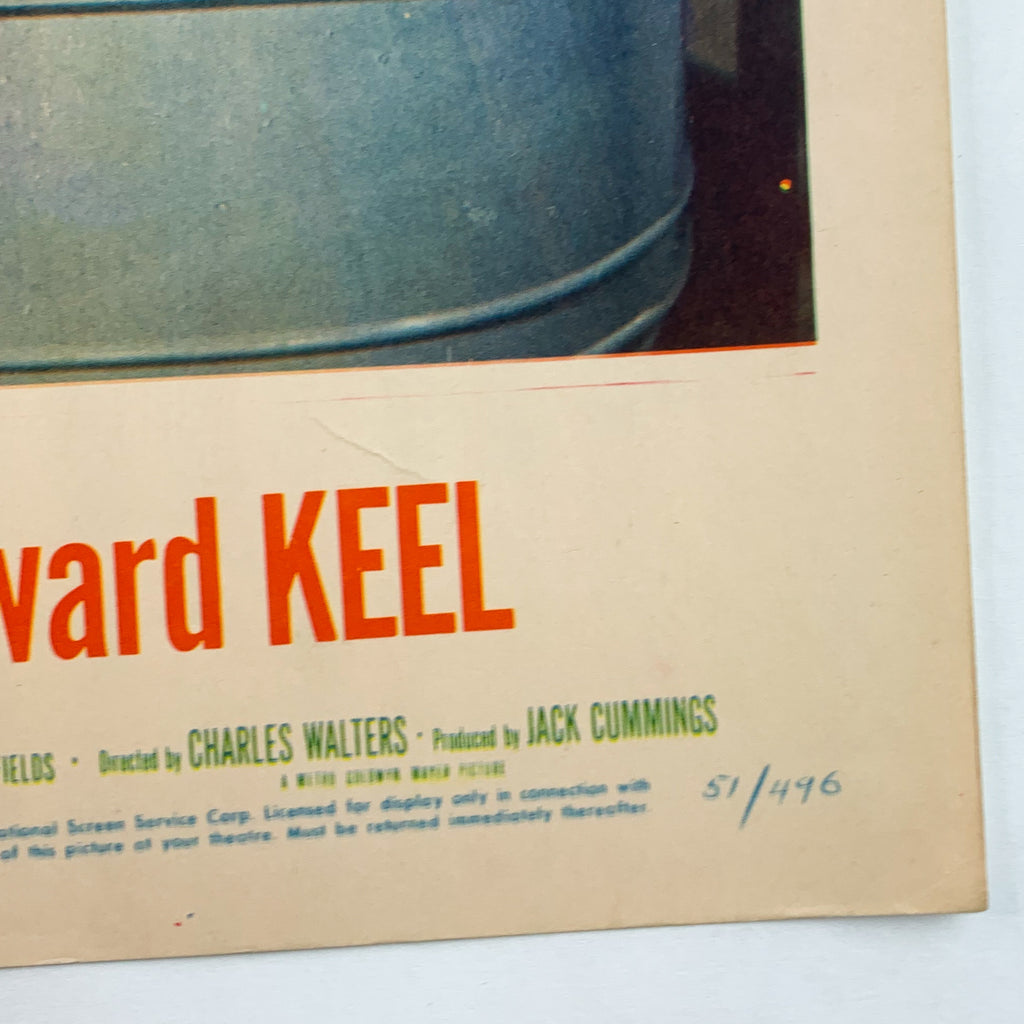 vard KEEL
IELDS · Directed by CHARLES WALTERS · Produced by JACK CUMMINGS
A METRO GOLDWYN MAYER PICTURE
ational Screen Service Corp. Licensed for display only in connection with
of this picture at your theatre. Must be returned immediately thereafter.
51/496